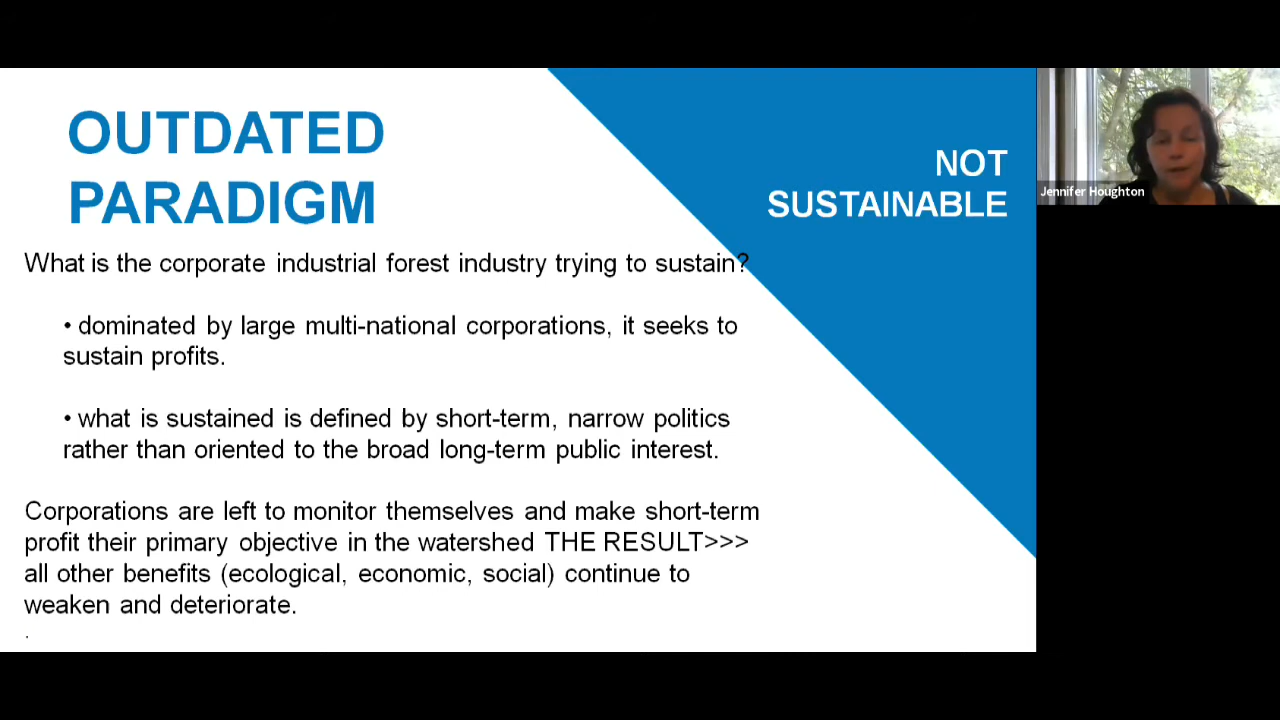 OUTDATED
PARADIGM
NOT
SUSTAINABLE
Jennifer Houghton
What is the corporate industrial forest industry trying to sustain?
• dominated by large multi-national corporations, it seeks to
sustain profits.
• what is sustained is defined by short-term, narrow politics
rather than oriented to the broad long-term public interest.
Corporations are left to monitor themselves and make short-term
profit their primary objective in the watershed THE RESULT>>>
all other benefits (ecological, economic, social) continue to
weaken and deteriorate.
.